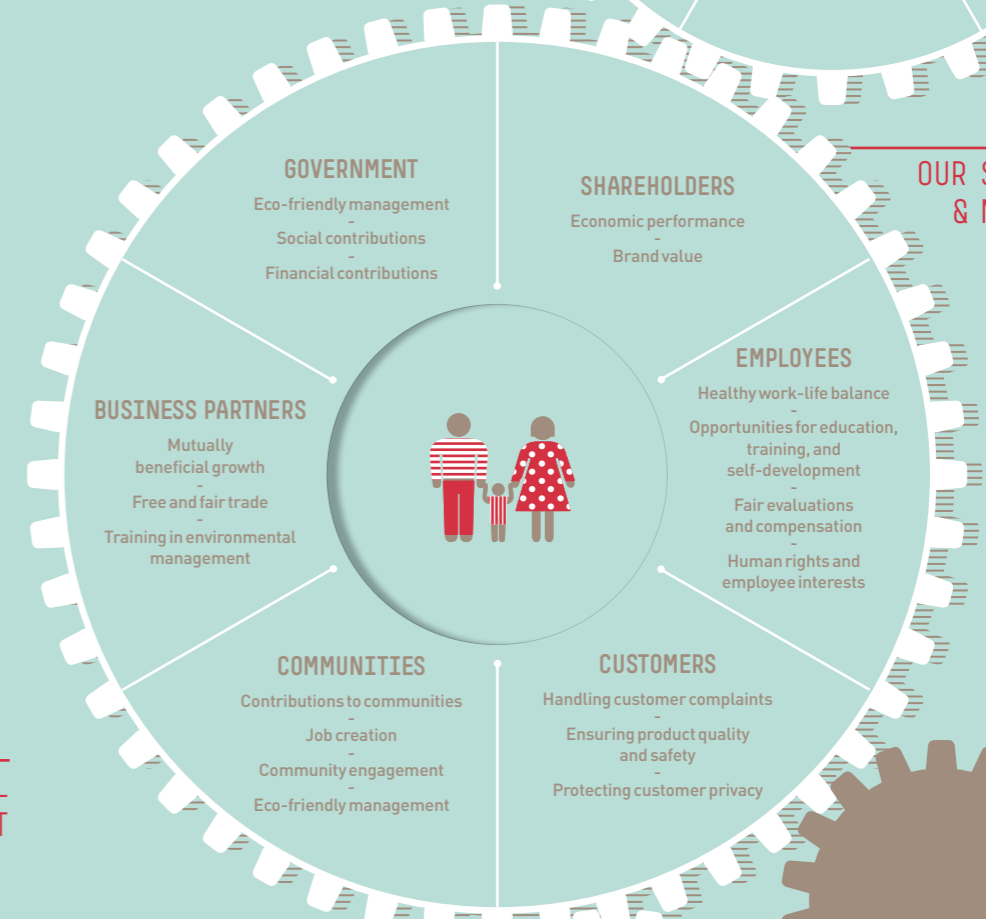 GOVERNMENT
Eco-friendly management
-
Social contributions
-
Financial contributions
SHAREHOLDERS
Economic performance
-
Brand value
OUR S
& N
EMPLOYEES
Healthy work-life balance
-
Opportunities for education,
training, and
self-development
-
Fair evaluations
and compensation
-
Human rights and
employee interests
BUSINESS PARTNERS
Mutually
beneficial growth
-
Free and fair trade
-
Training in environmental
management
COMMUNITIES
Contributions to communities
-
Job creation
-
Community engagement
-
Eco-friendly management
CUSTOMERS
Handling customer complaints
-
Ensuring product quality
and safety
-
Protecting customer privacy